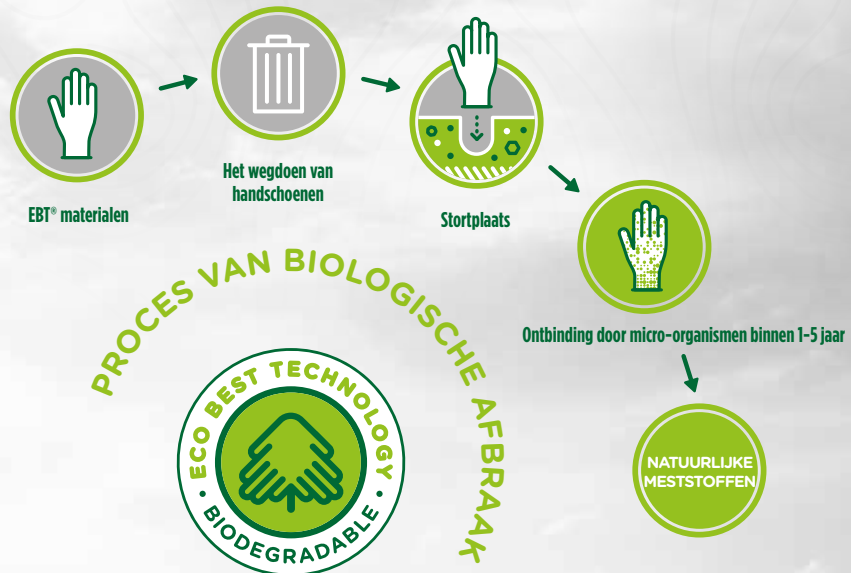 EBT® materialen
Het wegdoen van
handschoenen
Stortplaats
Ontbinding door micro-organismen binnen 1-5 jaar
NATUURLIJKE
MESTSTOFFEN
PROCES VAN BIOLOGISCHE AFBRAAK
ECO BEST TECHNOLOGY
• BIODEGRADABLE •